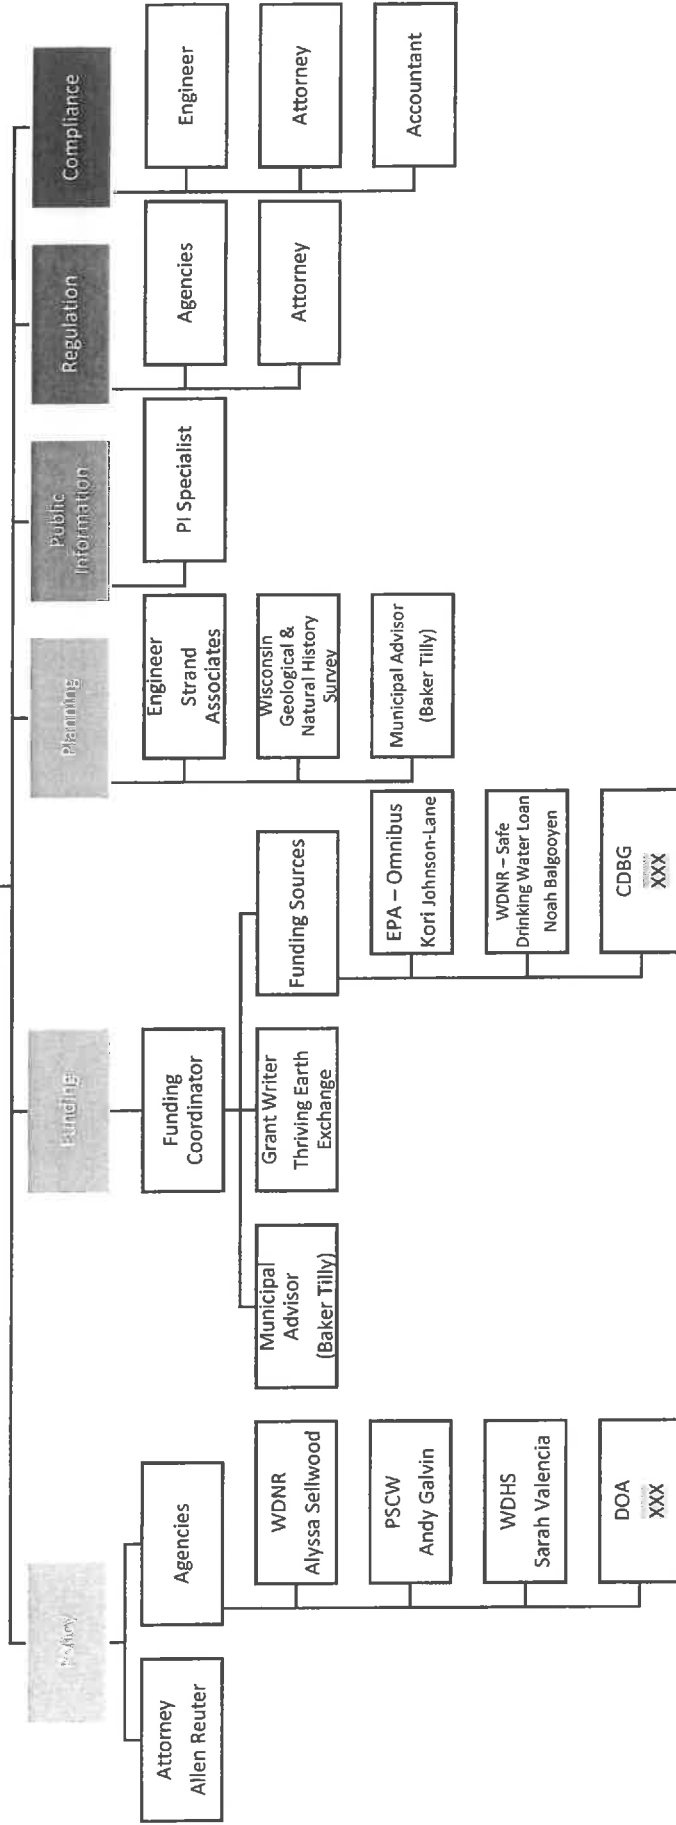 Policy
Funding
Planning
Public
Information
Regulation
Compliance
Attorney
Allen Reuter
Agencies
WDNR
Alyssa Sellwood
PSCW
Andy Galvin
WDHS
Sarah Valencia
DOA
XXX
Funding
Coordinator
Municipal
Advisor
(Baker Tilly)
Grant Writer
Thriving Earth
Exchange
Funding Sources
EPA – Omnibus
Kori Johnson-Lane
WDNR – Safe
Drinking Water Loan
Noah Balgooyen
CDBG
XXX
Engineer
Strand
Associates
Wisconsin
Geological &
Natural History
Survey
Municipal Advisor
(Baker Tilly)
PI Specialist
Agencies
Attorney
Engineer
Attorney
Accountant